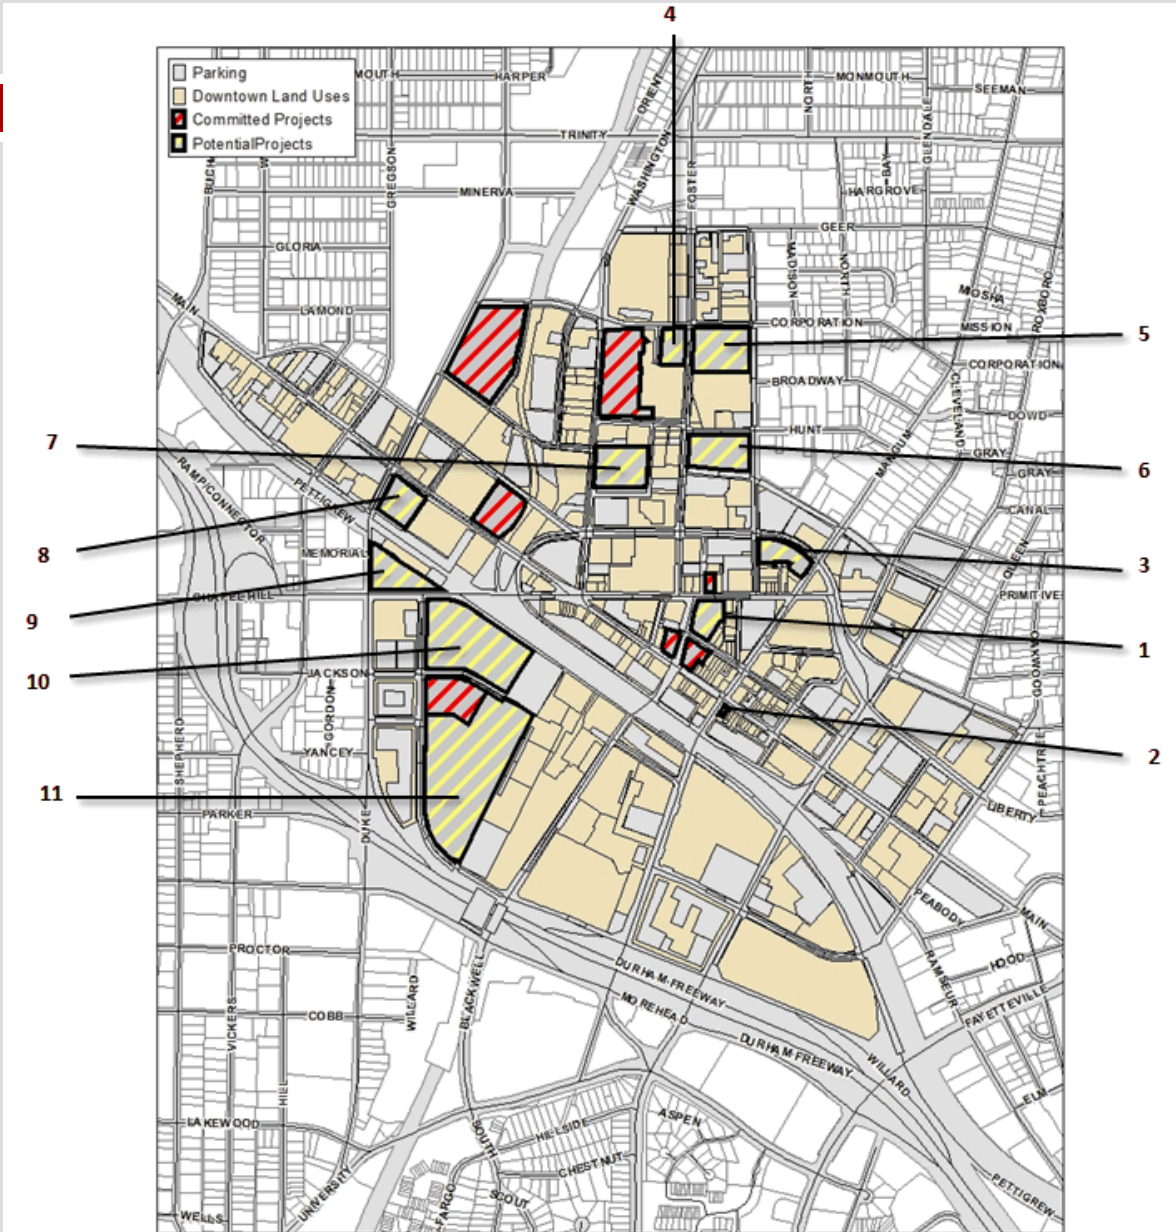 4
Parking
Downtown Land Uses
Committed Projects
PotentialProjects
MOUTH
HARPER
ORIENT
NORTH
MONMOUTH
SEEMAN
TRINITY
WASHINGTON
GLENDALE
BUCH
GREGSON
MINERVA
FOSTER
BAY
HARGROVE
GEER
GLORIA
MADISON
NORTH
MAIN
LAMOND
MIOSHA
ROXBORO
CORPORATION
MISSION
5
CORPORATION
BROADWAY
CLEVELAND
DOWD
7
HUNT
MANGUM
GRAY
GRAY
6
RAMP/CONNECTOR
PETTIGREW
CANAL
8
MEMORIAL
QUEEN
3
CHAPEL HILL
PRIMITIVE
9
1
10
JACKSON
GORDON
GOODWAY
SHEPHERD
YANCEY
2
PEACHTREE
11
PARKER
DUKE
LIBERTY
PEABODY
MAIN
PROCTOR
BLACKWELL
DURHAM-FREEWAY
RAMSEUR
HOOD
VICKERS
COBB
WILLARD
MOREHEAD
FAYETTEVILLE
DURHAM-FREEWAY
WILLARD
HILL
ELM
LAKEWOOD
SOUTH
HILLSIDE
ASPEN
CHESTNUT
UNIVERSITY
FARGO
SCOUT
PETTIGREW
WELLS